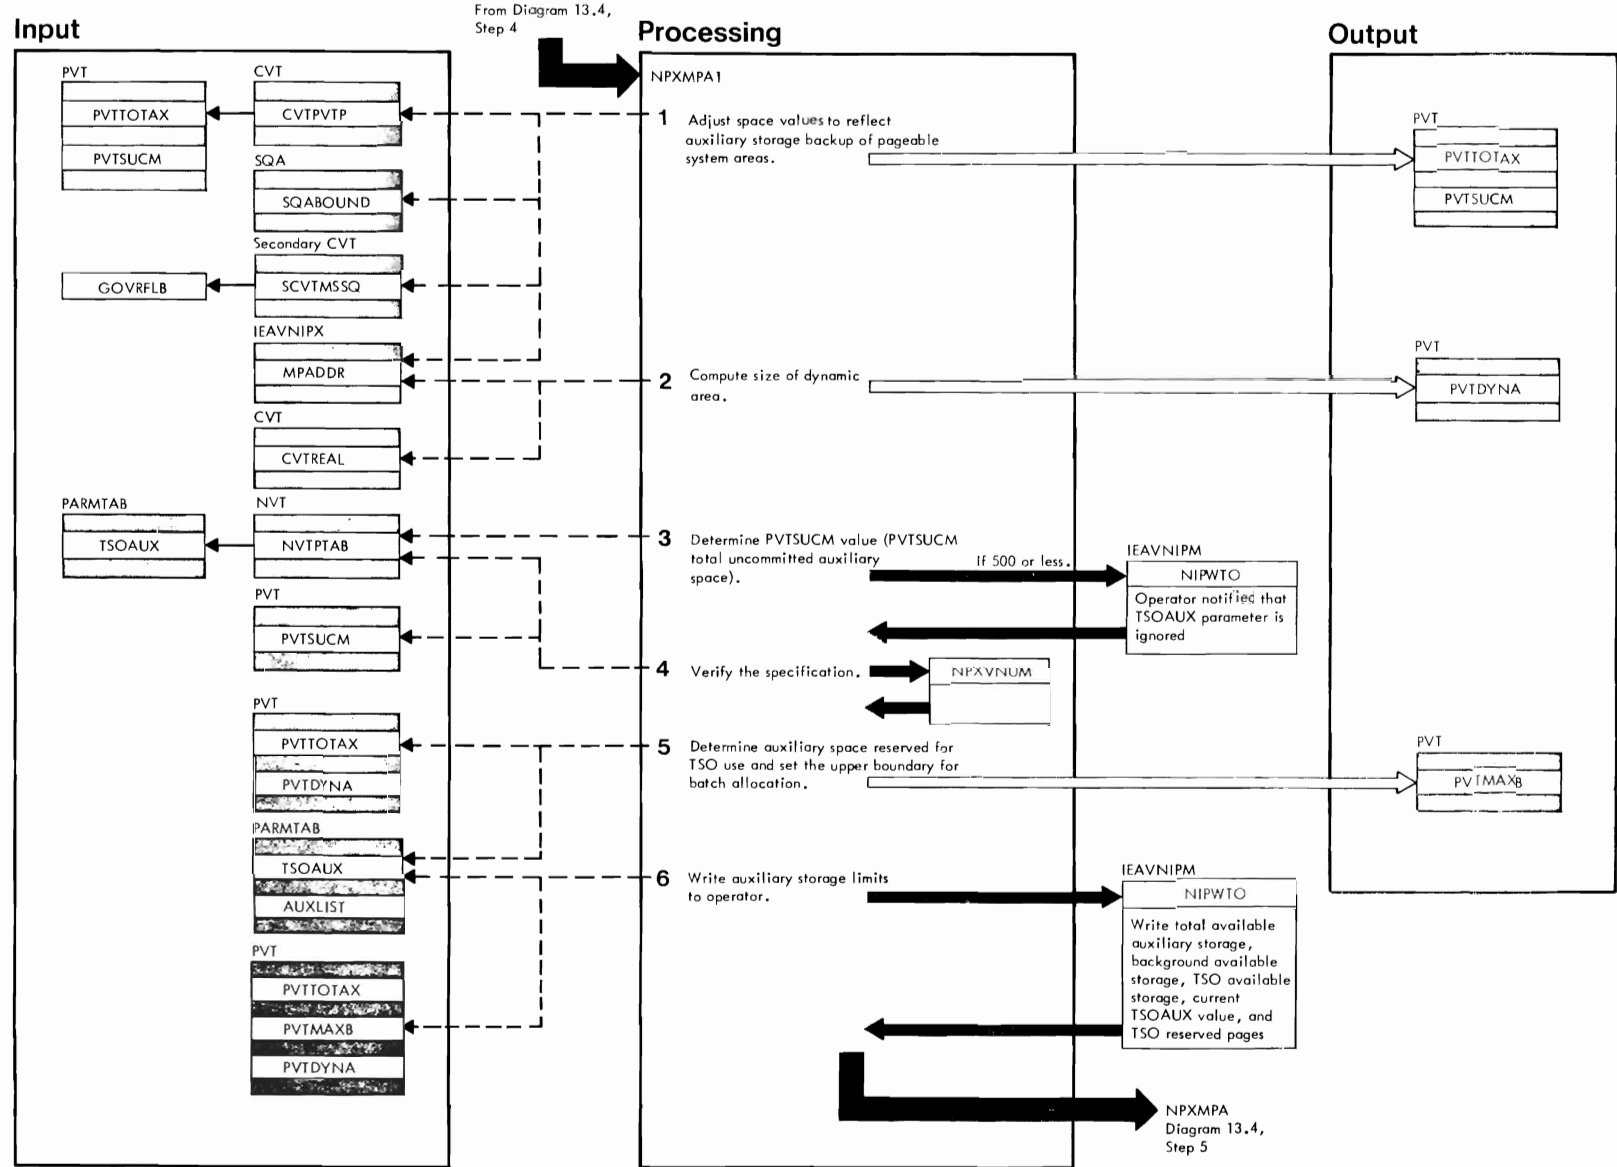 From Diagram 13.4,
Step 4
Input
Processing
Output
PVT
PVTTOTAX
PVTSUCM
CVT
CVTPVTP
SQA
SQABOUND
Secondary CVT
GOVRFLB
SCVTMSSQ
IEAVNIPX
MPADDR
CVT
CVTREAL
PARMTAB
TSOAUX
NVT
NVTPTAB
PVT
PVTSUCM
PVT
PVTTOTAX
PVTDYNA
PARMTAB
TSOAUX
AUXLIST
PVT
PVTTOTAX
PVTMAXB
PVTDYNA
NPXMPA1
1 Adjust space values to reflect
auxiliary storage backup of pageable
system areas.
2 Compute size of dynamic
area.
3 Determine PVTSUCM value (PVTSUCM
total uncommitted auxiliary
space).
If 500 or less.
IEAVNIPM
NIPWTO
Operator notified that
TSOAUX parameter is
ignored
4 Verify the specification.
NPXVNUM
5 Determine auxiliary space reserved for
TSO use and set the upper boundary for
batch allocation.
6 Write auxiliary storage limits
to operator.
IEAVNIPM
NIPWTO
Write total available
auxiliary storage,
background available
storage, TSO available
storage, current
TSOAUX value, and
TSO reserved pages
NPXMPA
Diagram 13.4,
Step 5
PVT
PVTTOTAX
PVTSUCM
PVT
PVTDYNA
PVT
PVTMAXB